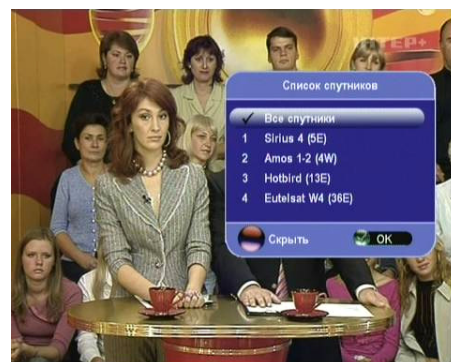 ИНТЕР+
Список спутников
✓ Все спутники
1 Sirius 4 (5E)
2 Amos 1-2 (4W)
3 Hotbird (13E)
4 Eutelsat W4 (36E)
Скрыть OK